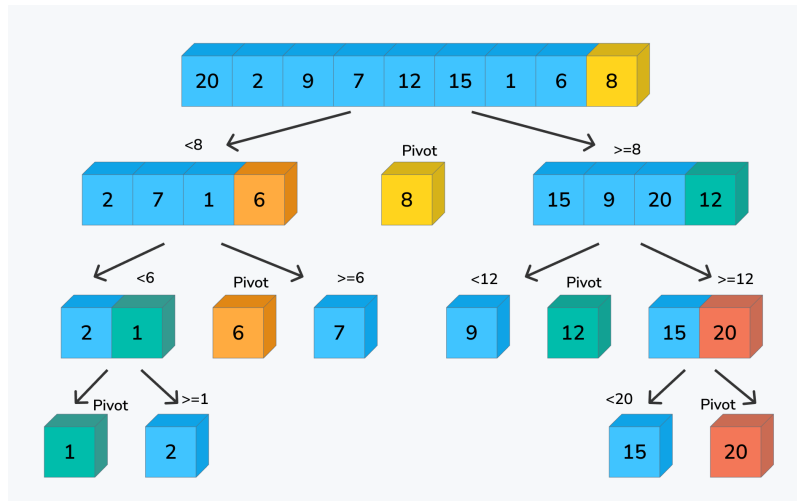 20 2 9 7 12 15 1 6 8
<8 Pivot >=8
2 7 1 6 8 15 9 20 12
<6 Pivot >=6 <12 Pivot >=12
2 1 6 7 9 12 15 20
Pivot >=1 <20 Pivot
1 2 15 20